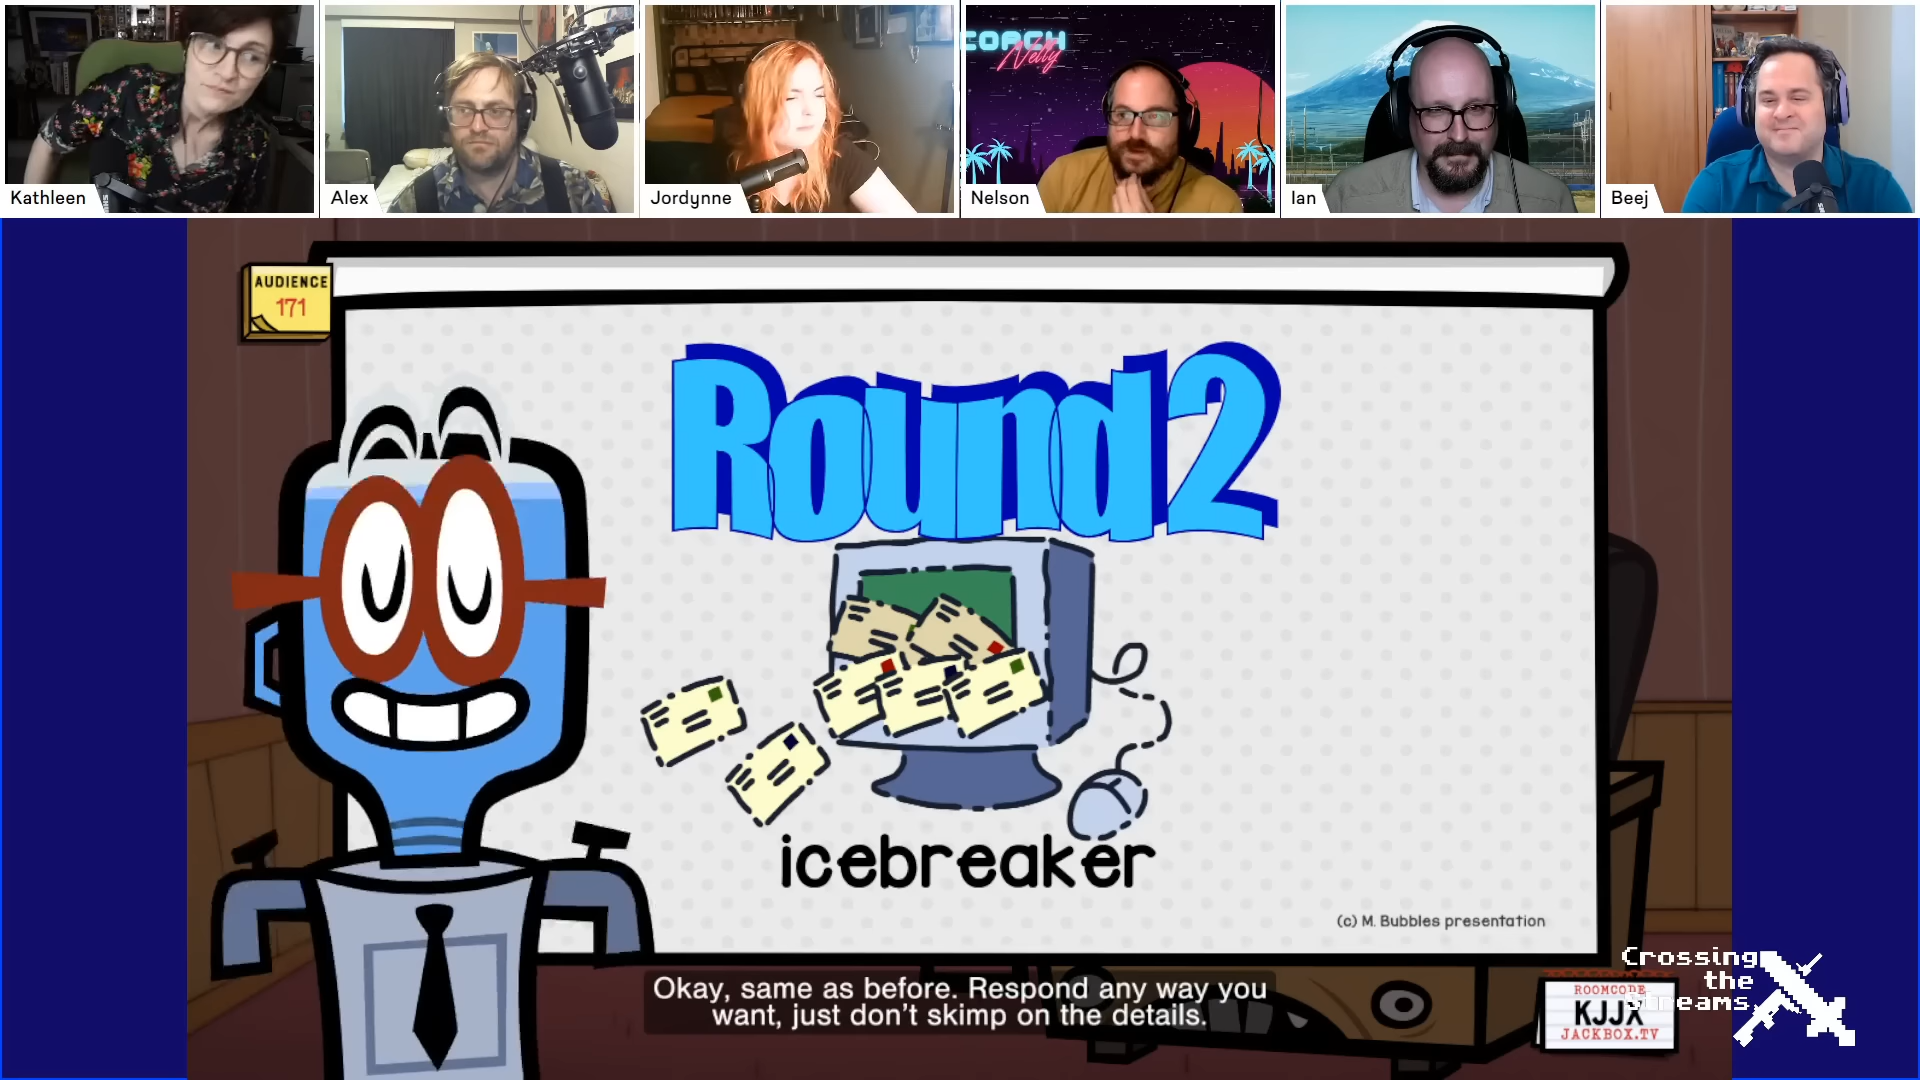 COACH
Nelly
Kathleen
Alex
Jordynne
Nelson
Ian
Beej
AUDIENCE
171
Round 2
icebreaker
(c) M. Bubbles presentation
Okay, same as before. Respond any way you
want, just don't skimp on the details.
Crossing
the
Streams
ROOMCODE
KJJX
JACKBOX.TV